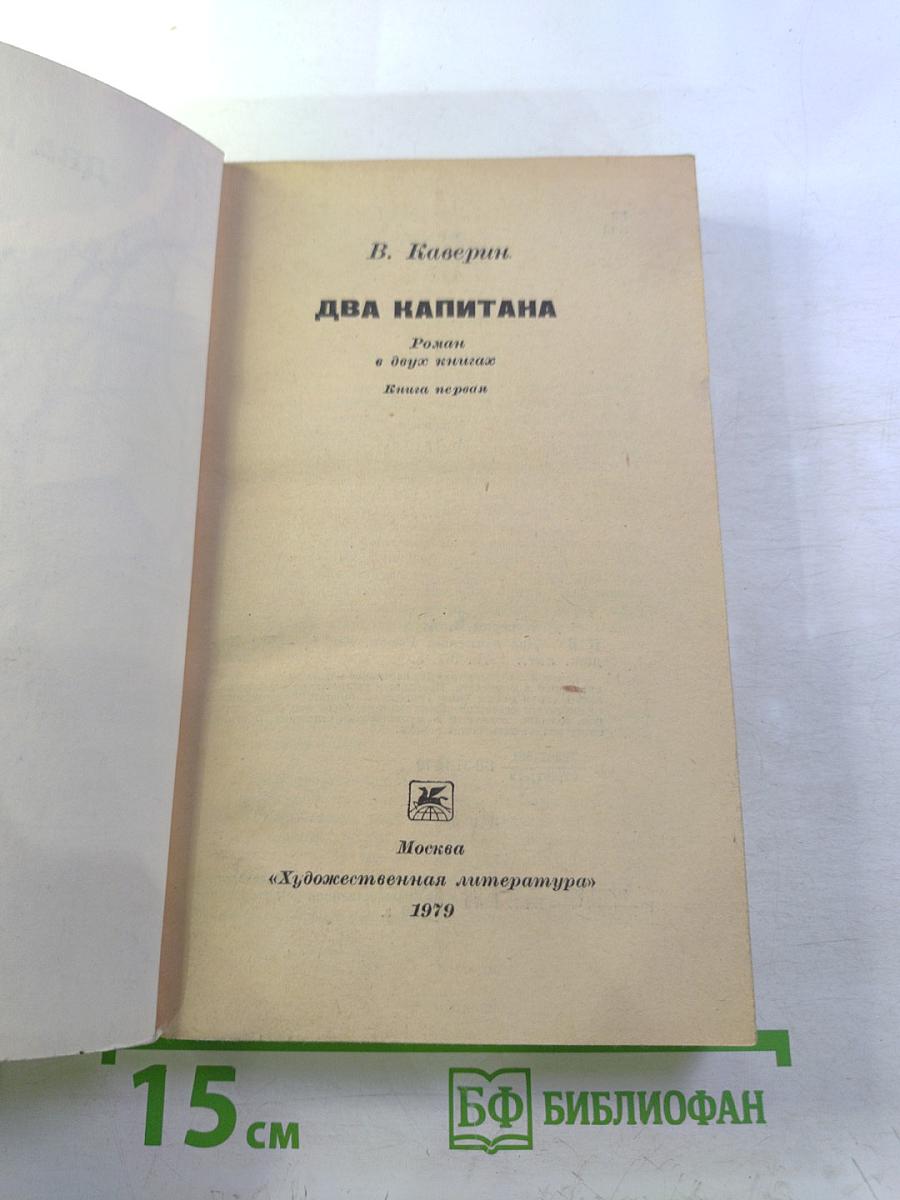 В. Каверин
ДВА КАПИТАНА
Роман
в двух книгах
Книга первая
Москва
«Художественная литература»
1979
15 см
БФ БИБЛИОФАН